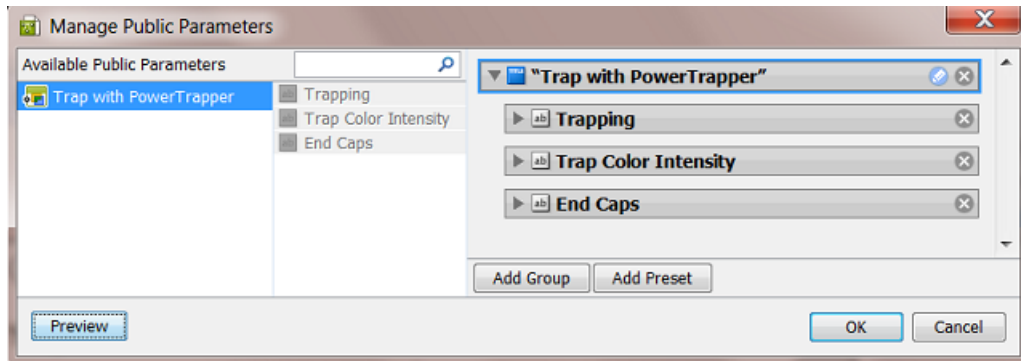 Manage Public Parameters
Available Public Parameters
Trap with PowerTrapper
Trapping
Trap Color Intensity
End Caps
"Trap with PowerTrapper"
Trapping
Trap Color Intensity
End Caps
Add Group
Add Preset
Preview
OK
Cancel